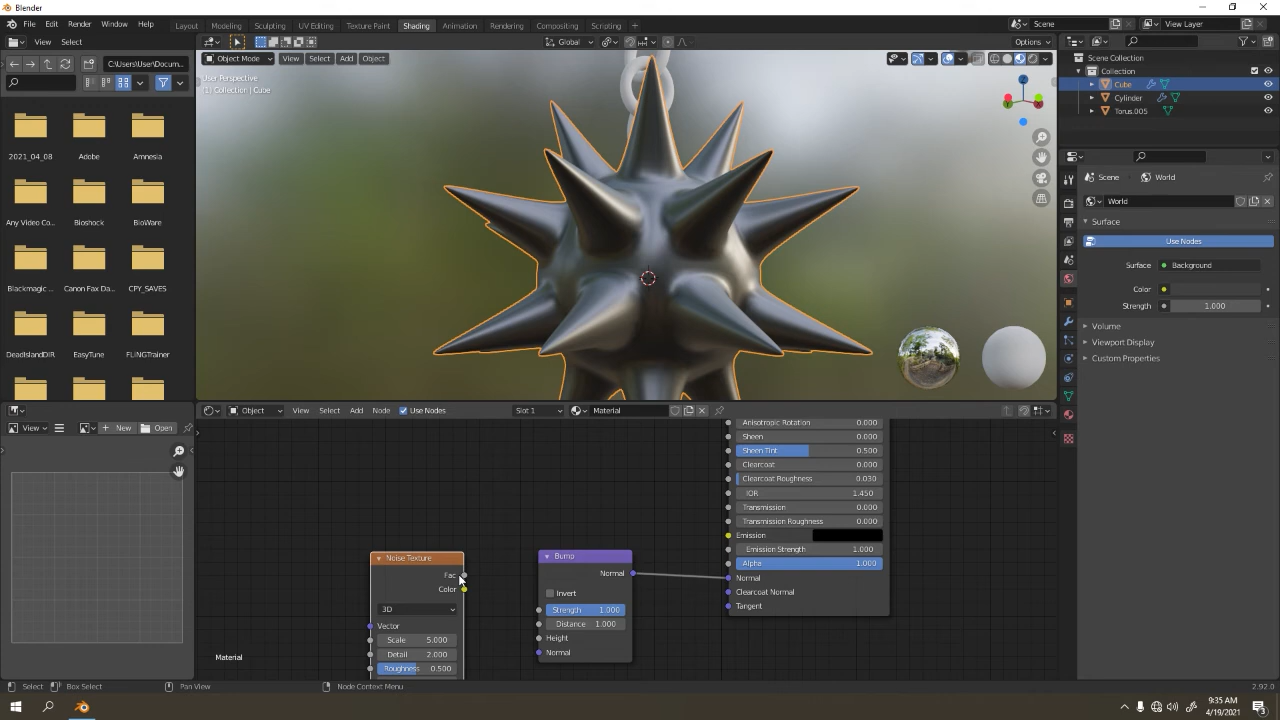 Blender
File Edit Render Window Help Layout Modeling Sculpting UV Editing Texture Paint Shading Animation Rendering Compositing Scripting + Scene View Layer
View Select Global Options
C:\Users\User\Docum... Object Mode View Select Add Object
User Perspective
(1) Collection | Cube
Scene Collection
Collection
Cube
Cylinder
Torus.005
2021_04_08 Adobe Amnesia
Any Video Co... Bioshock BioWare
Blackmagic ... Canon Fax Da... CPY_SAVES
DeadIslandDIR EasyTune FLiNGTrainer
Z
Y
X
Scene World
World
Surface
Use Nodes
Surface Background
Color
Strength 1.000
Volume
Viewport Display
Custom Properties
View New Open
Object View Select Add Node Use Nodes Slot 1 Material
Anisotropic Rotation 0.000
Sheen 0.000
Sheen Tint 0.500
Clearcoat 0.000
Clearcoat Roughness 0.030
IOR 1.450
Transmission 0.000
Transmission Roughness 0.000
Emission
Emission Strength 1.000
Alpha 1.000
Normal
Clearcoat Normal
Tangent
Noise Texture
Fac
Color
3D
Vector
Scale 5.000
Detail 2.000
Roughness 0.500
Bump
Normal
Invert
Strength 1.000
Distance 1.000
Height
Normal
Material
Select Box Select Pan View Node Context Menu 2.92.0
9:35 AM
4/19/2021
3